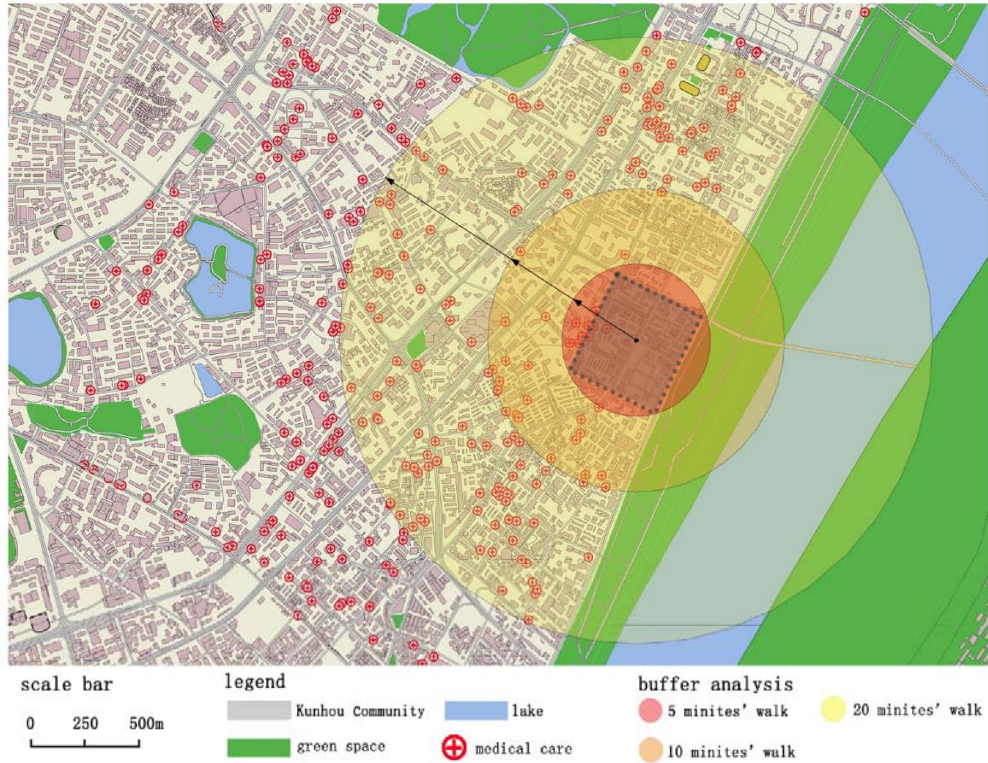 scale bar
0 250 500m
legend
Kunhou Community
lake
green space
medical care
buffer analysis
5 minites' walk
20 minites' walk
10 minites' walk